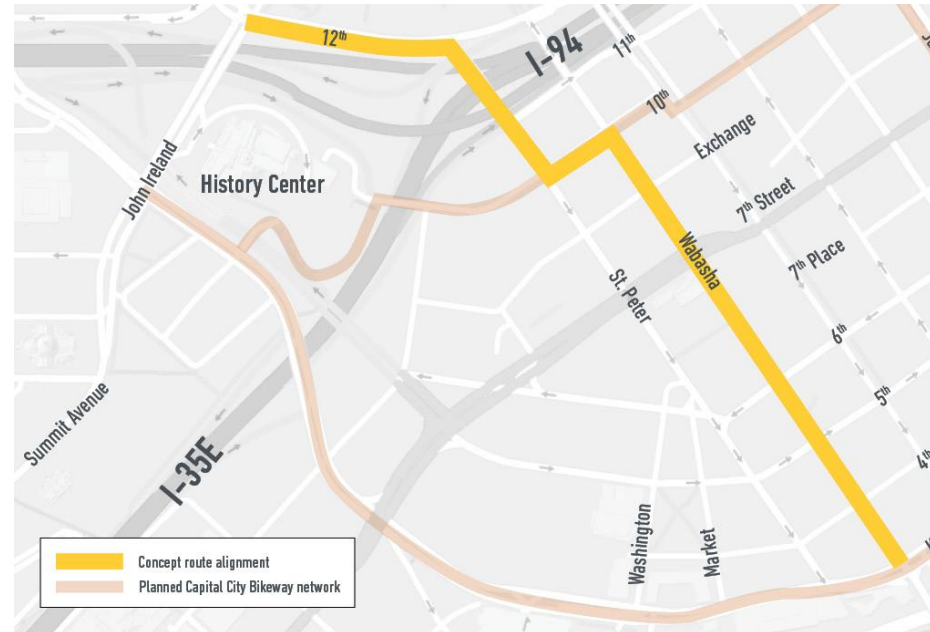 12th
I-94
11th
10th
Exchange
John Ireland
History Center
7th Street
Wabasha
7th Place
St. Peter
6th
Summit Avenue
5th
I-35E
4th
Washington
Market
Concept route alignment
Planned Capital City Bikeway network